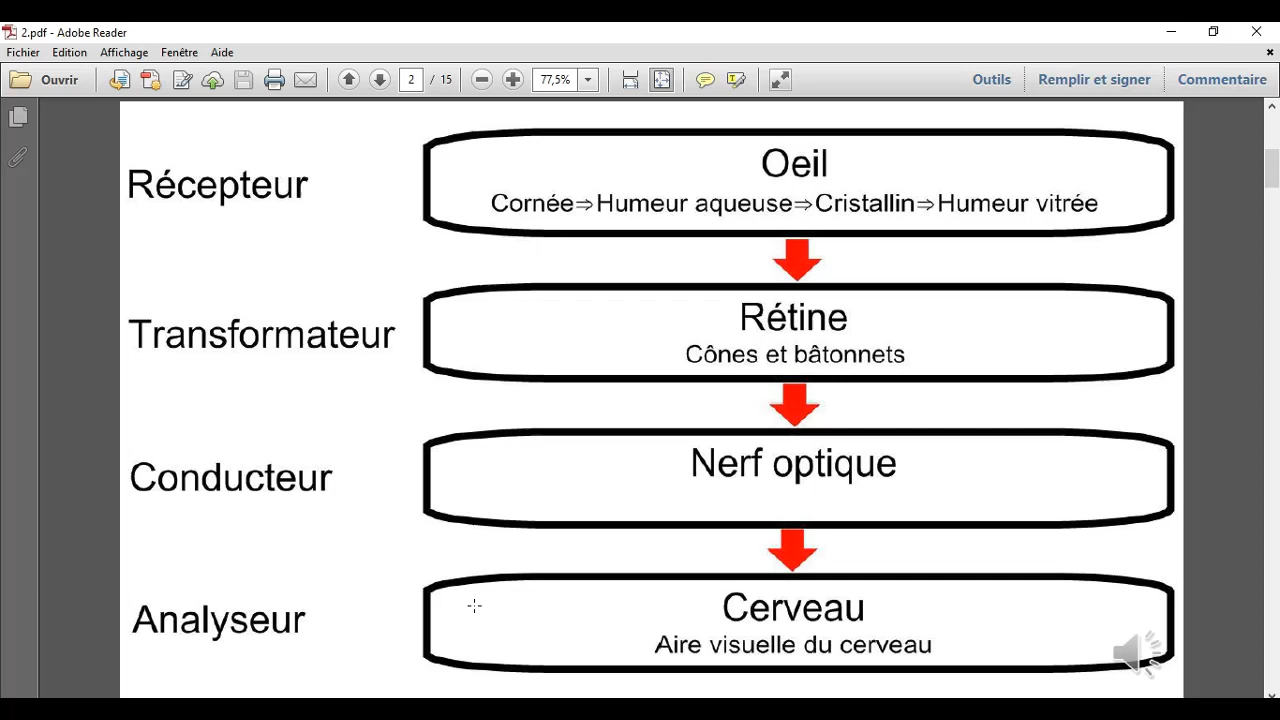 2.pdf - Adobe Reader
Fichier Edition Affichage Fenêtre Aide
Ouvrir 2 / 15 77,5% Outils Remplir et signer Commentaire
Récepteur
Oeil
Cornée⇒Humeur aqueuse⇒Cristallin⇒Humeur vitrée
Transformateur
Rétine
Cônes et bâtonnets
Conducteur
Nerf optique
Analyseur
Cerveau
Aire visuelle du cerveau